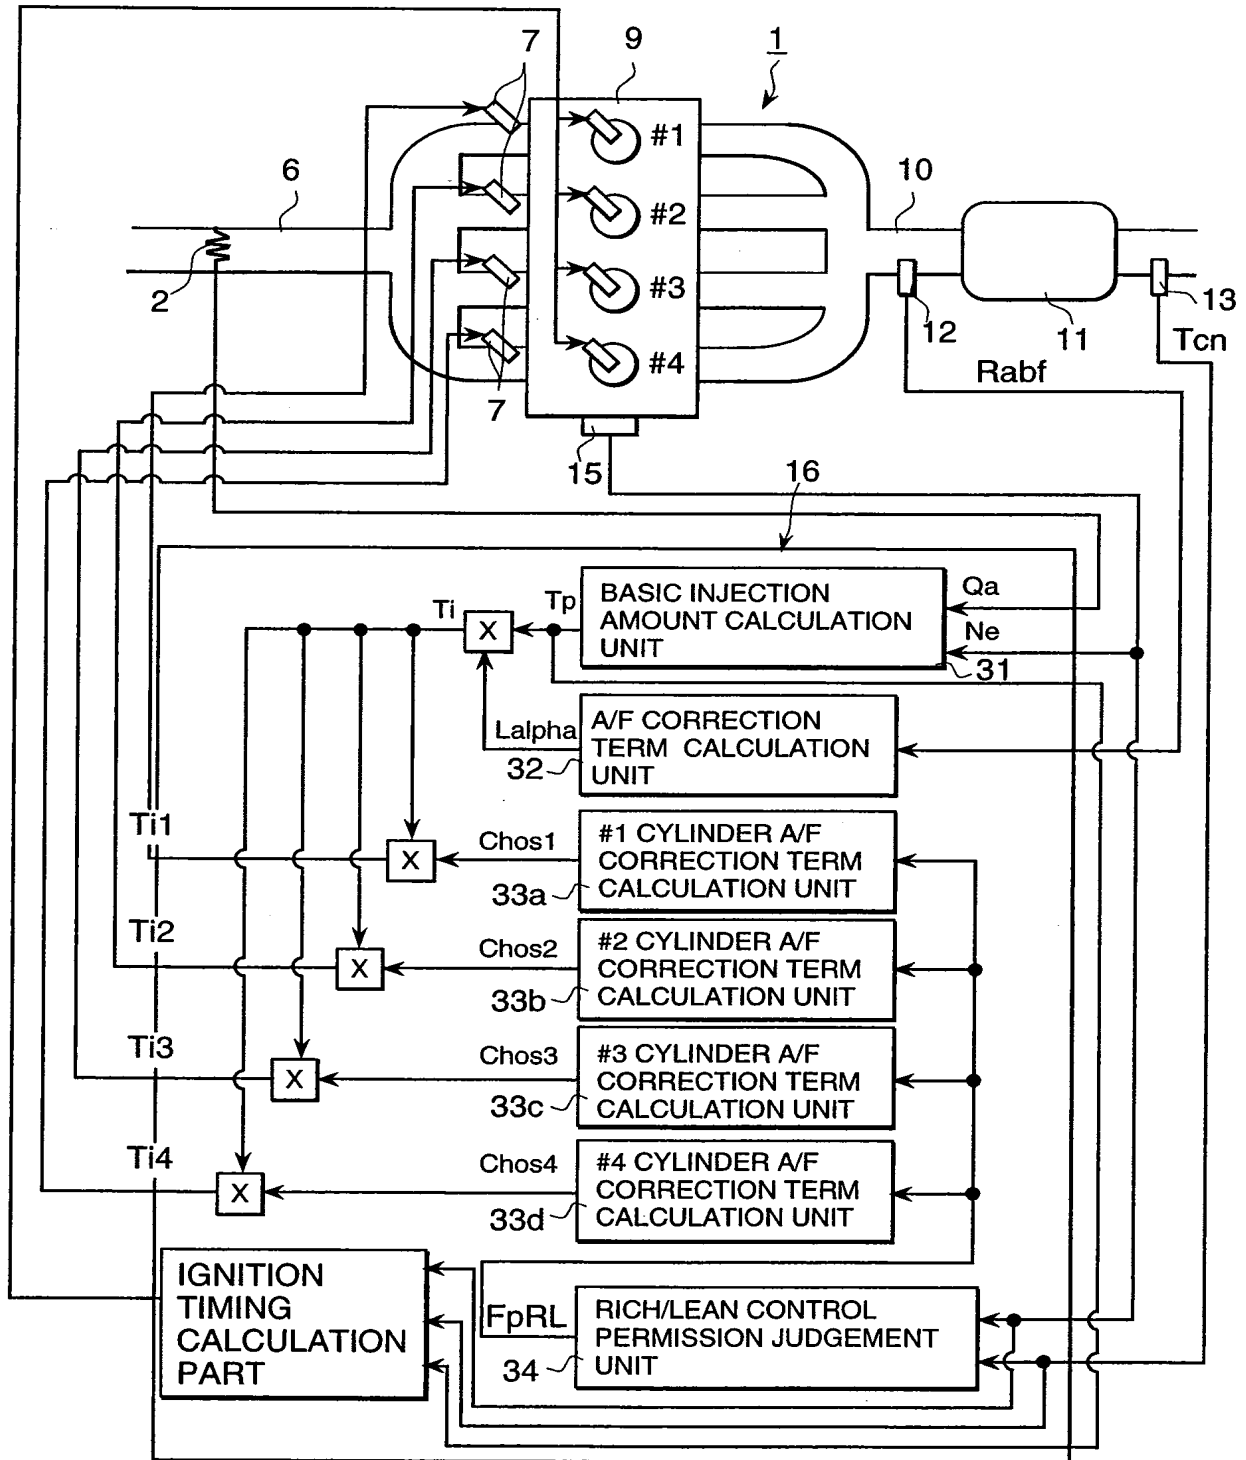 7
9
1
#1
6
10
#2
2
#3
12
11
13
Tcn
#4
7
Rabf
15
16
BASIC INJECTION
AMOUNT CALCULATION
UNIT
Ti
Tp
Qa
X
Ne
31
A/F CORRECTION
TERM CALCULATION
UNIT
Lalpha
32
Ti1
#1 CYLINDER A/F
CORRECTION TERM
CALCULATION UNIT
Chos1
X
33a
Ti2
#2 CYLINDER A/F
CORRECTION TERM
CALCULATION UNIT
Chos2
X
33b
Ti3
#3 CYLINDER A/F
CORRECTION TERM
CALCULATION UNIT
Chos3
X
33c
Ti4
#4 CYLINDER A/F
CORRECTION TERM
CALCULATION UNIT
Chos4
X
33d
IGNITION
TIMING
CALCULATION
PART
FpRL
RICH/LEAN CONTROL
PERMISSION JUDGEMENT
UNIT
34